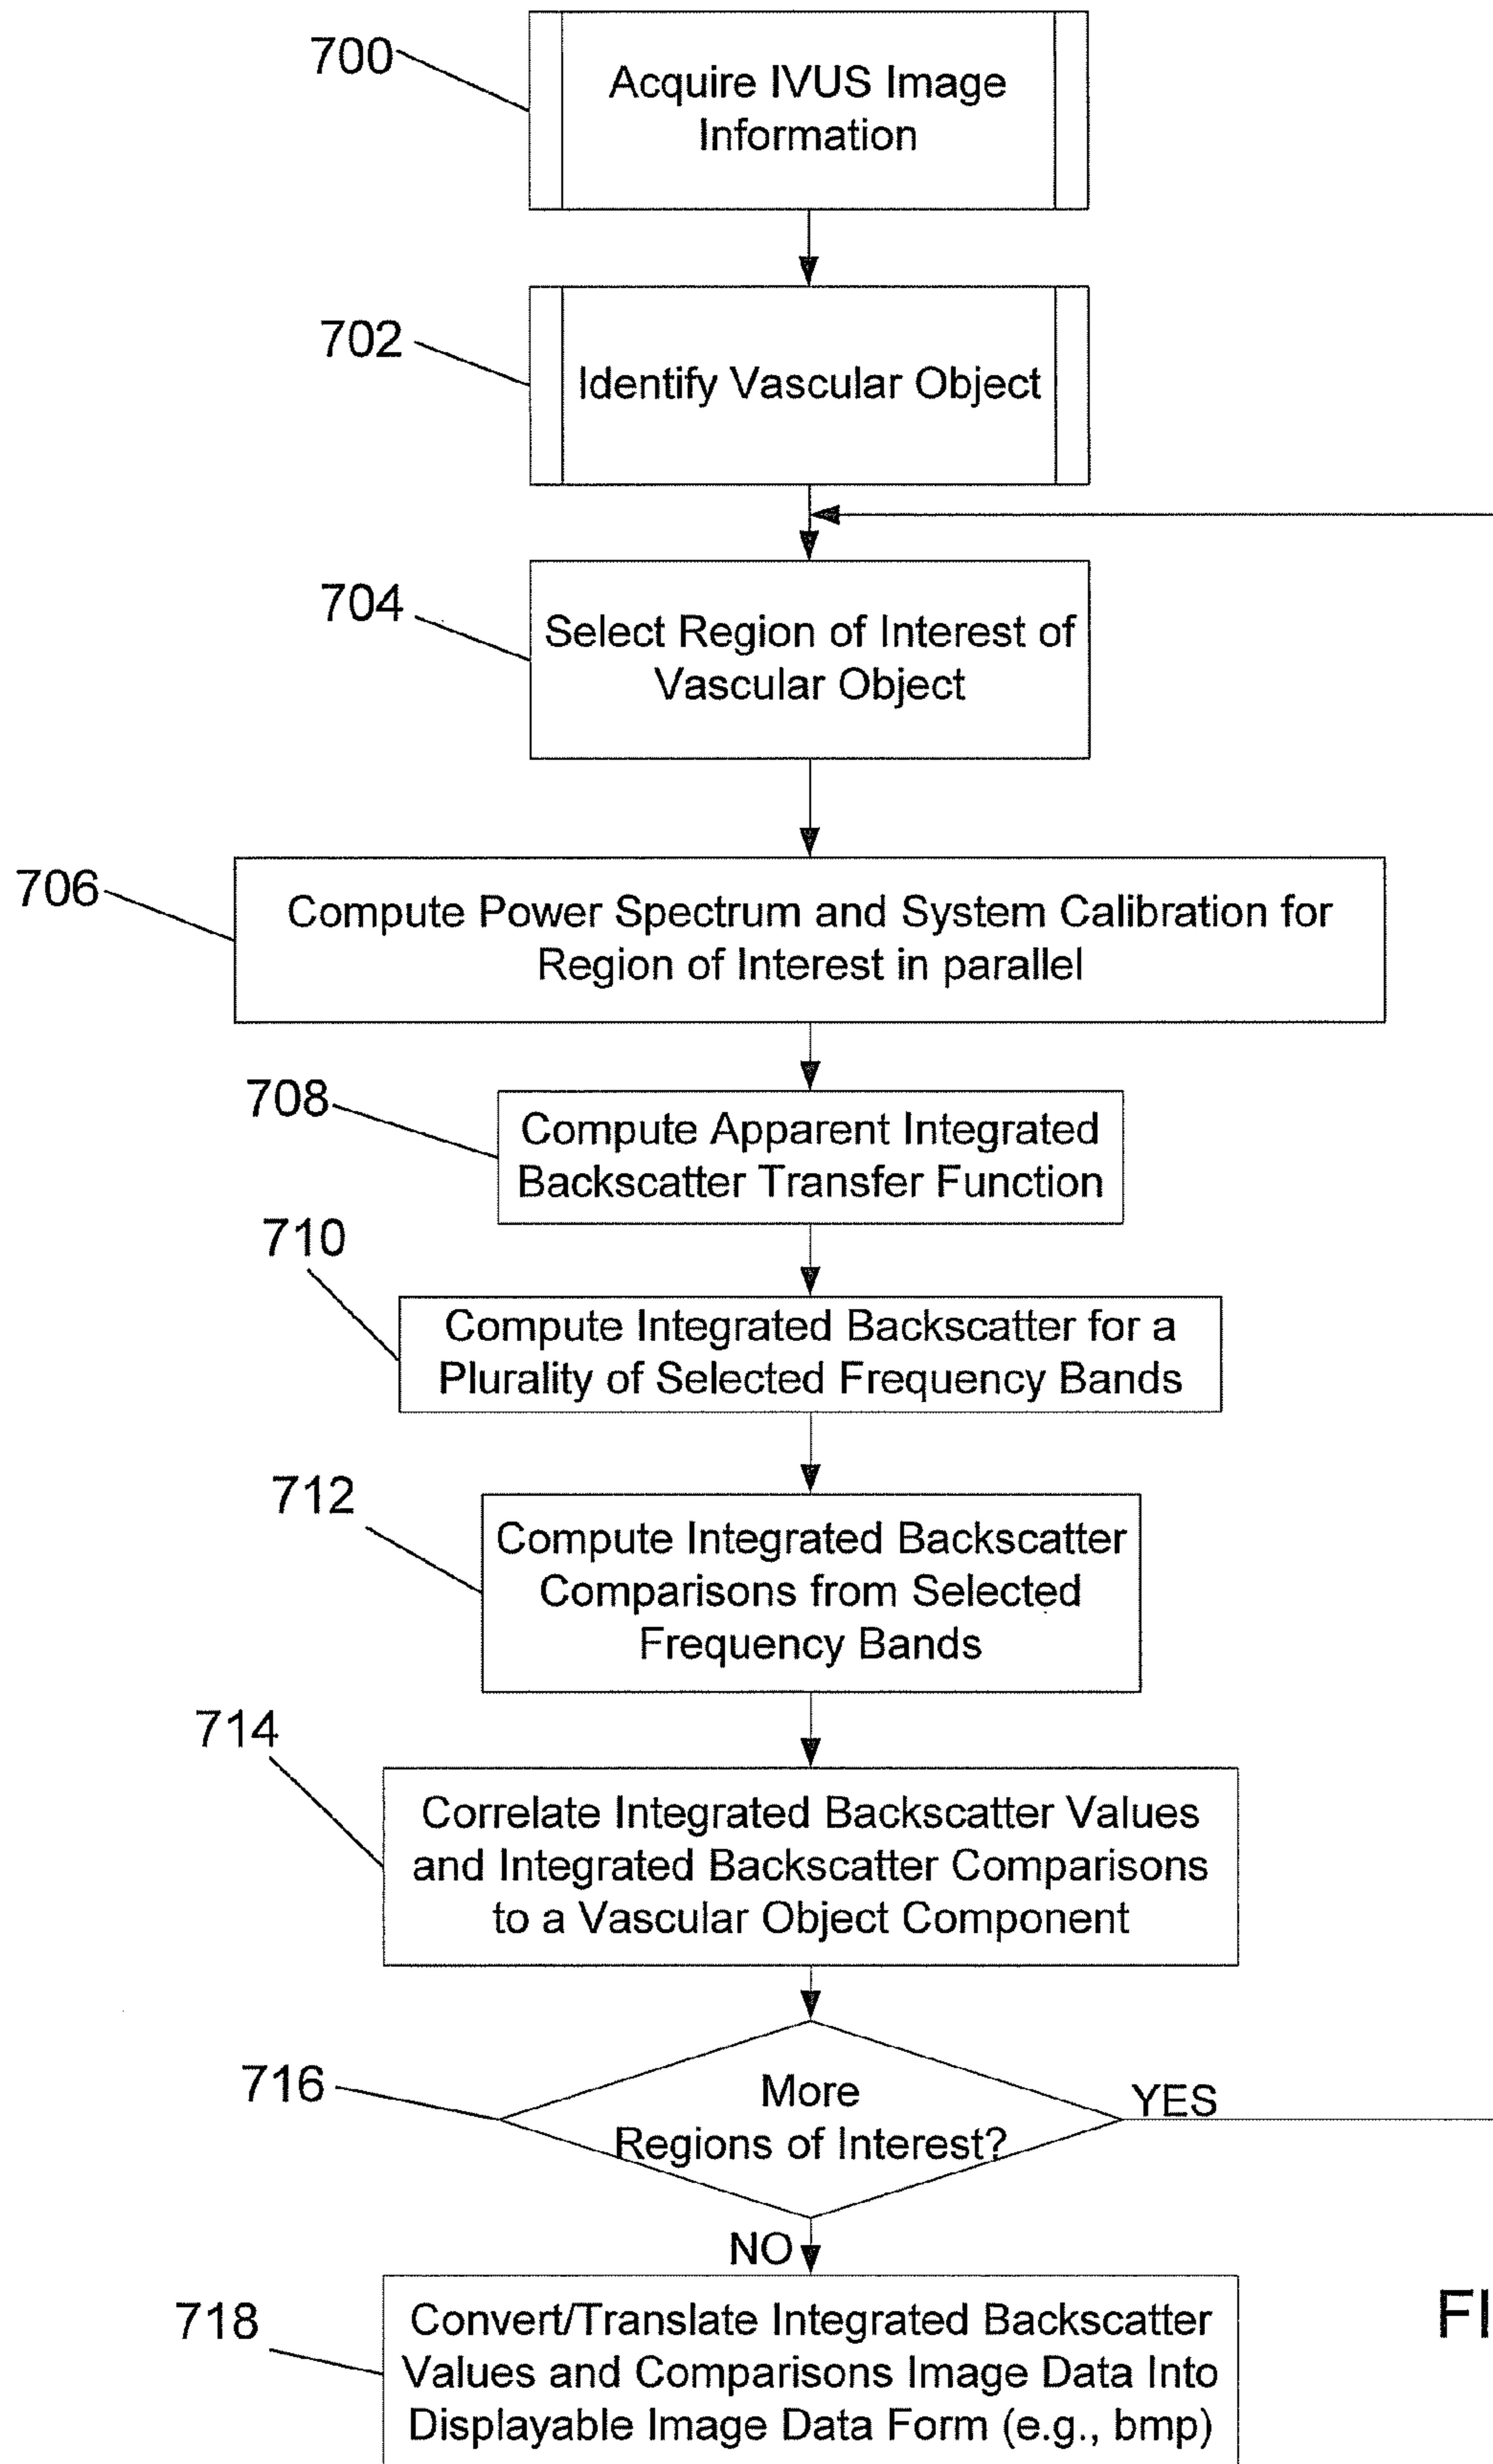 700
Acquire IVUS Image
Information
702
Identify Vascular Object
704
Select Region of Interest of
Vascular Object
706
Compute Power Spectrum and System Calibration for
Region of Interest in parallel
708
Compute Apparent Integrated
Backscatter Transfer Function
710
Compute Integrated Backscatter for a
Plurality of Selected Frequency Bands
712
Compute Integrated Backscatter
Comparisons from Selected
Frequency Bands
714
Correlate Integrated Backscatter Values
and Integrated Backscatter Comparisons
to a Vascular Object Component
716
More
Regions of Interest?
YES
NO
718
Convert/Translate Integrated Backscatter
Values and Comparisons Image Data Into
Displayable Image Data Form (e.g., bmp)
FI